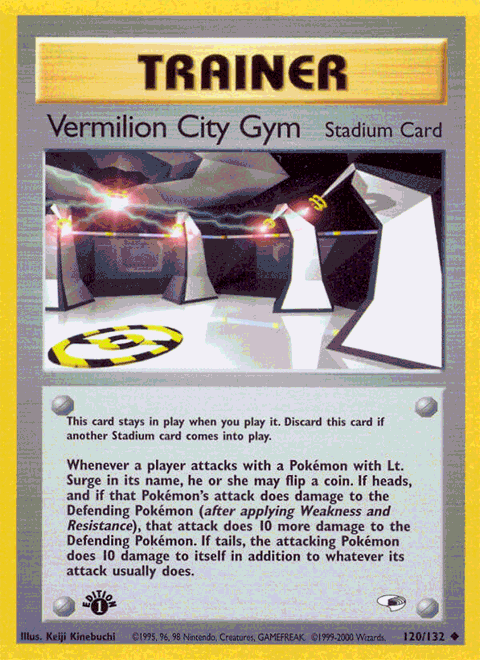 TRAINER
Vermilion City Gym Stadium Card
This card stays in play when you play it. Discard this card if
another Stadium card comes into play.
Whenever a player attacks with a Pokémon with Lt.
Surge in its name, he or she may flip a coin. If heads,
and if that Pokémon's attack does damage to the
Defending Pokémon (after applying Weakness and
Resistance), that attack does 10 more damage to the
Defending Pokémon. If tails, the attacking Pokémon
does 10 damage to itself in addition to whatever its
attack usually does.
EDITION
1
Illus. Keiji Kinebuchi ©1995, 96, 98 Nintendo, Creatures, GAMEFREAK. ©1999-2000 Wizards. 120/132